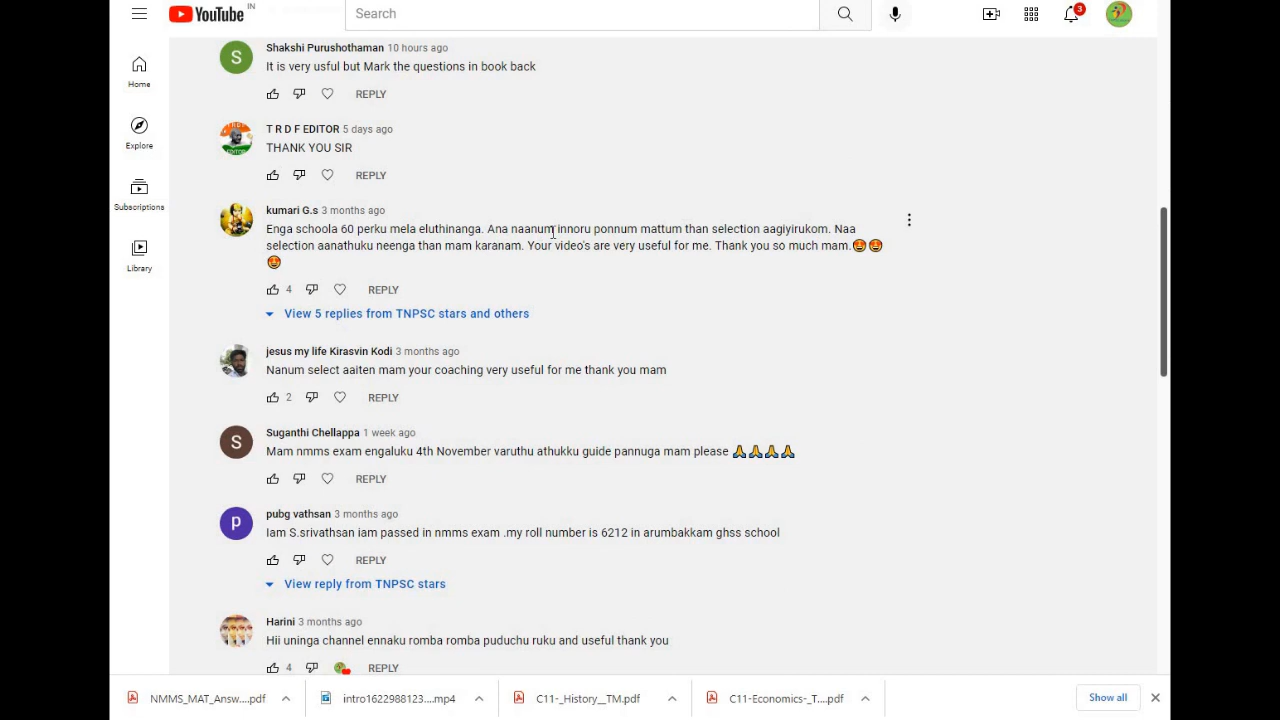 YouTube IN
Search
3
Home
Explore
Subscriptions
Library
S
Shakshi Purushothaman 10 hours ago
It is very usful but Mark the questions in book back
REPLY
T R D F EDITOR 5 days ago
THANK YOU SIR
REPLY
kumari G.s 3 months ago
Enga schoola 60 perku mela eluthinanga. Ana naanum innoru ponnum mattum than selection aagiyirukom. Naa
selection aanathuku neenga than mam karanam. Your video's are very useful for me. Thank you so much mam.🤩🤩
🤩
4 REPLY
View 5 replies from TNPSC stars and others
jesus my life Kirasvin Kodi 3 months ago
Nanum select aaiten mam your coaching very useful for me thank you mam
2 REPLY
S
Suganthi Chellappa 1 week ago
Mam nmms exam engaluku 4th November varuthu athukku guide pannuga mam please 🙏🙏🙏🙏
REPLY
p
pubg vathsan 3 months ago
Iam S.srivathsan iam passed in nmms exam .my roll number is 6212 in arumbakkam ghss school
REPLY
View reply from TNPSC stars
Harini 3 months ago
Hii uninga channel ennaku romba romba puduchu ruku and useful thank you
4 REPLY
NMMS_MAT_Answ....pdf
intro1622988123....mp4
C11-_History__TM.pdf
C11-Economics-_T....pdf
Show all